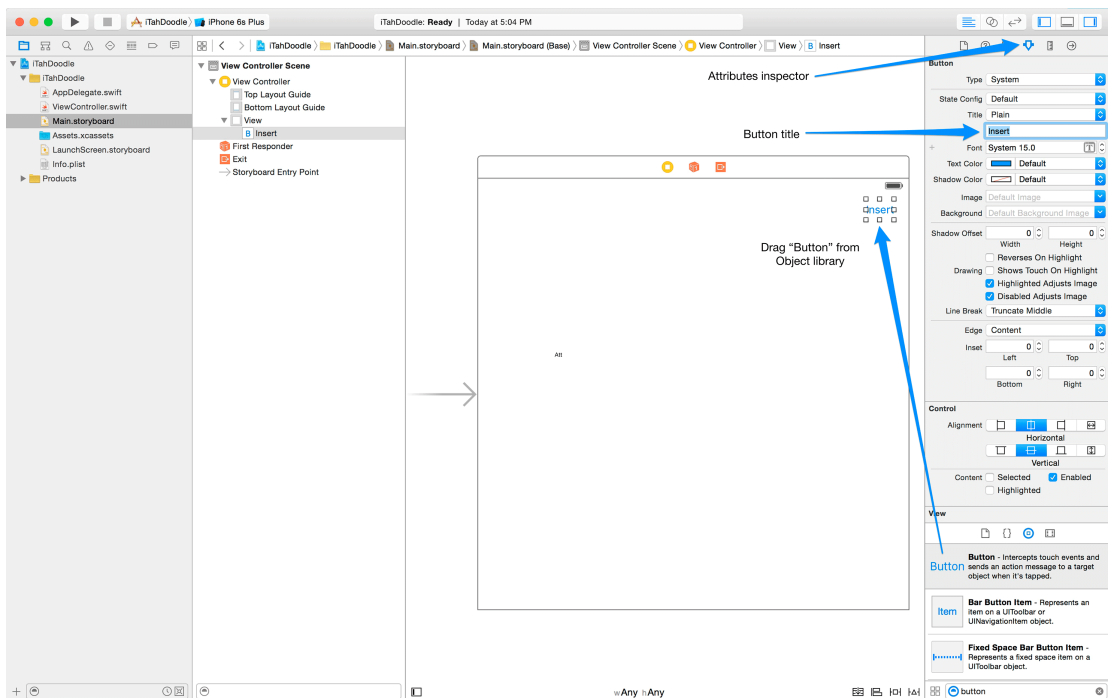 iTahDoodle
iPhone 6s Plus
iTahDoodle: Ready | Today at 5:04 PM
iTahDoodle
iTahDoodle
Main.storyboard
Main.storyboard (Base)
View Controller Scene
View Controller
View
B Insert
iTahDoodle
iTahDoodle
AppDelegate.swift
ViewController.swift
Main.storyboard
Assets.xcassets
LaunchScreen.storyboard
Info.plist
Products
View Controller Scene
View Controller
Top Layout Guide
Bottom Layout Guide
View
B Insert
First Responder
Exit
Storyboard Entry Point
Attributes inspector
Button title
Insert
Drag “Button” from
Object library
Att
wAny hAny
Button
Type System
State Config Default
Title Plain
Insert
Font System 15.0
Text Color Default
Shadow Color Default
Image Default Image
Background Default Background Image
Shadow Offset 0 0
Width Height
Reverses On Highlight
Drawing Shows Touch On Highlight
Highlighted Adjusts Image
Disabled Adjusts Image
Line Break Truncate Middle
Edge Content
Inset 0 0
Left Top
0 0
Bottom Right
Control
Alignment
Horizontal
Vertical
Content Selected Enabled
Highlighted
View
Button
Button - Intercepts touch events and
sends an action message to a target
object when it's tapped.
Item
Bar Button Item - Represents an
item on a UIToolbar or
UINavigationItem object.
Fixed Space Bar Button Item -
Represents a fixed space item on a
UIToolbar object.
button